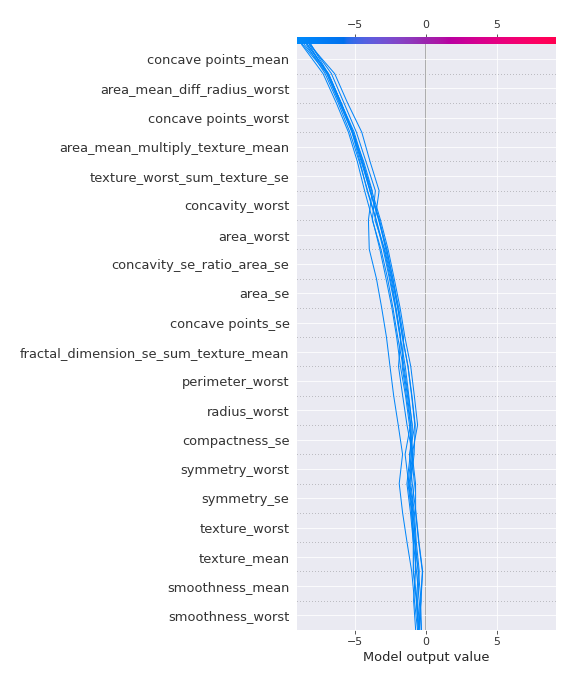 −5 0 5
concave points_mean
area_mean_diff_radius_worst
concave points_worst
area_mean_multiply_texture_mean
texture_worst_sum_texture_se
concavity_worst
area_worst
concavity_se_ratio_area_se
area_se
concave points_se
fractal_dimension_se_sum_texture_mean
perimeter_worst
radius_worst
compactness_se
symmetry_worst
symmetry_se
texture_worst
texture_mean
smoothness_mean
smoothness_worst
−5 0 5
Model output value